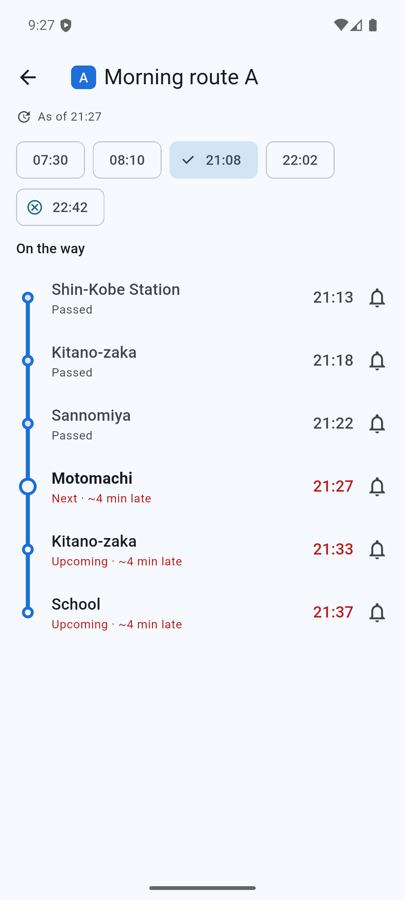 9:27
A Morning route A
As of 21:27
07:30 08:10 21:08 22:02
22:42
On the way
Shin-Kobe Station 21:13
Passed
Kitano-zaka 21:18
Passed
Sannomiya 21:22
Passed
Motomachi 21:27
Next · ~4 min late
Kitano-zaka 21:33
Upcoming · ~4 min late
School 21:37
Upcoming · ~4 min late